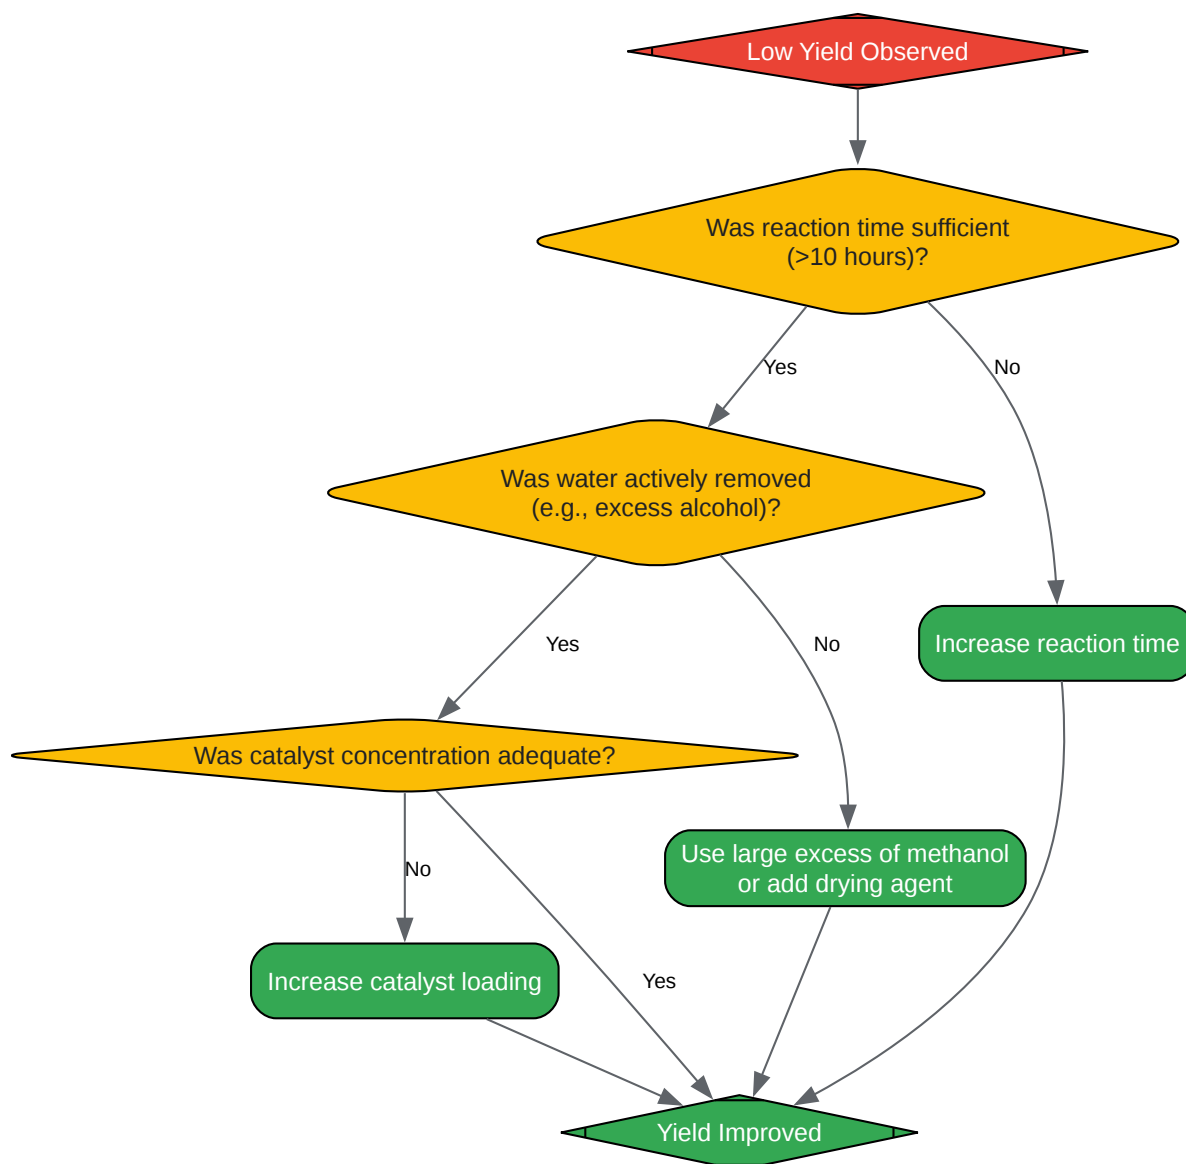 Low Yield Observed
Was reaction time sufficient
(>10 hours)?
Yes
No
Was water actively removed
(e.g., excess alcohol)?
Yes
No
Increase reaction time
Was catalyst concentration adequate?
Use large excess of methanol
or add drying agent
No
Increase catalyst loading
Yes
Yield Improved